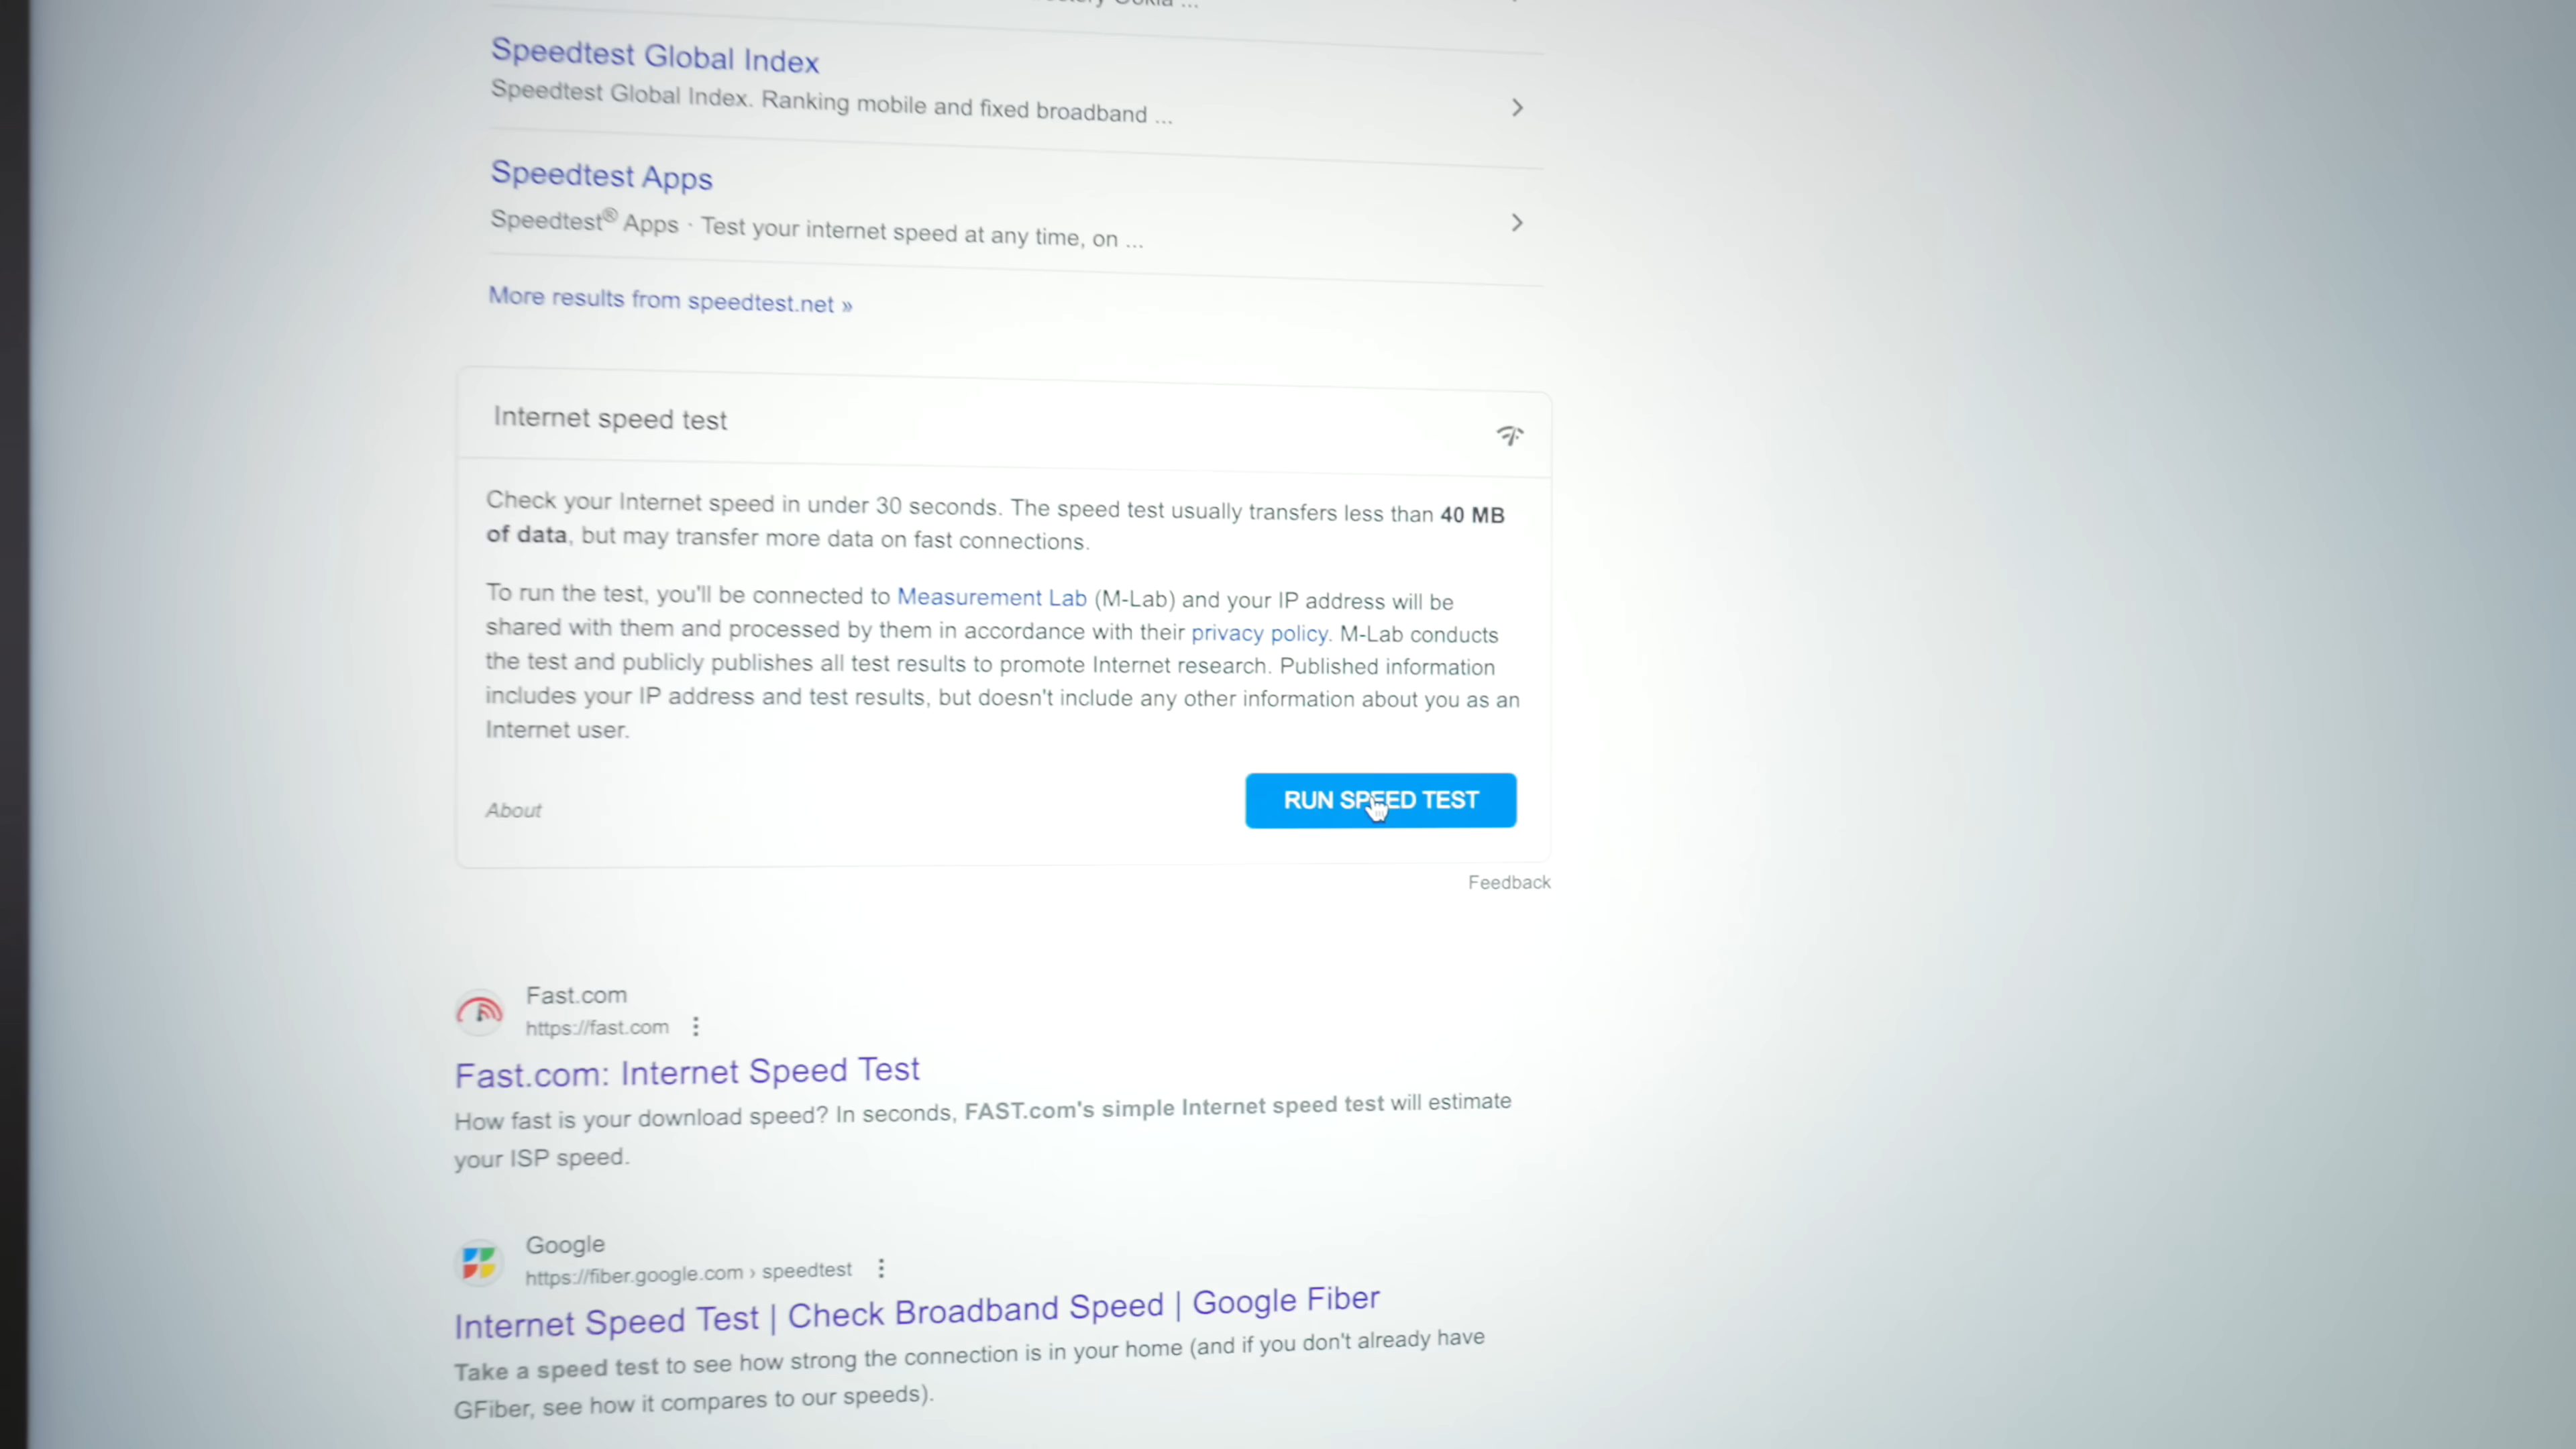 Speedtest Global Index
Speedtest Global Index. Ranking mobile and fixed broadband ...
Speedtest Apps
Speedtest® Apps · Test your internet speed at any time, on ...
More results from speedtest.net »
Internet speed test
Check your Internet speed in under 30 seconds. The speed test usually transfers less than 40 MB
of data, but may transfer more data on fast connections.
To run the test, you'll be connected to Measurement Lab (M-Lab) and your IP address will be
shared with them and processed by them in accordance with their privacy policy. M-Lab conducts
the test and publicly publishes all test results to promote Internet research. Published information
includes your IP address and test results, but doesn't include any other information about you as an
Internet user.
About
RUN SPEED TEST
Feedback
Fast.com
https://fast.com
Fast.com: Internet Speed Test
How fast is your download speed? In seconds, FAST.com's simple Internet speed test will estimate
your ISP speed.
Google
https://fiber.google.com › speedtest
Internet Speed Test | Check Broadband Speed | Google Fiber
Take a speed test to see how strong the connection is in your home (and if you don't already have
GFiber, see how it compares to our speeds).